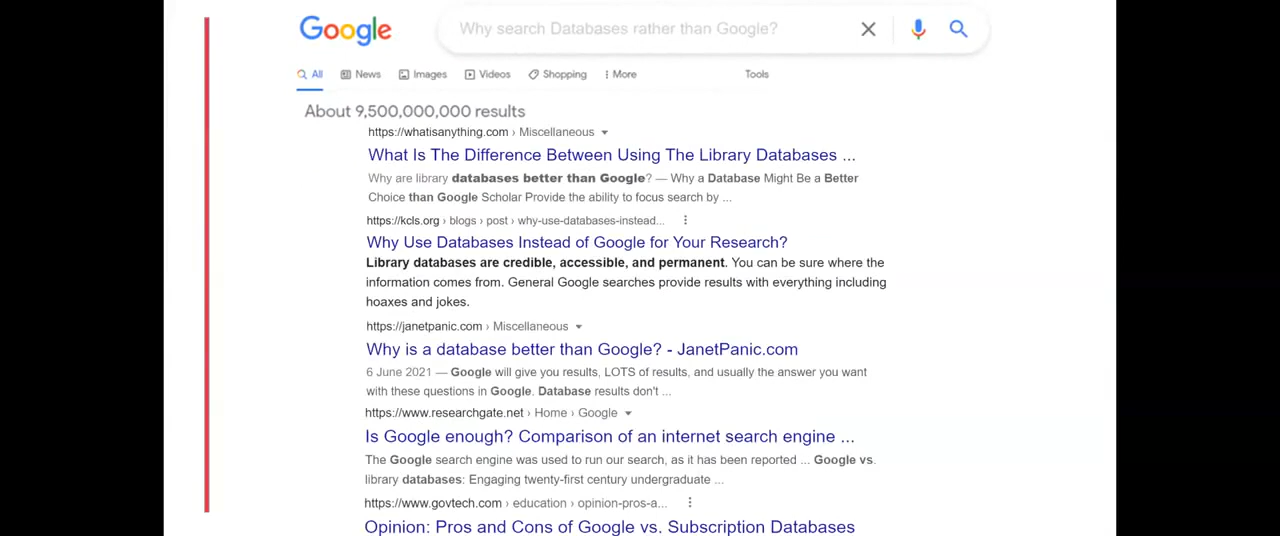 Google
Why search Databases rather than Google?
All News Images Videos Shopping More Tools
About 9,500,000,000 results
https://whatisanything.com › Miscellaneous
What Is The Difference Between Using The Library Databases ...
Why are library databases better than Google? — Why a Database Might Be a Better
Choice than Google Scholar Provide the ability to focus search by ...
https://kcls.org › blogs › post › why-use-databases-instead...
Why Use Databases Instead of Google for Your Research?
Library databases are credible, accessible, and permanent. You can be sure where the
information comes from. General Google searches provide results with everything including
hoaxes and jokes.
https://janetpanic.com › Miscellaneous
Why is a database better than Google? - JanetPanic.com
6 June 2021 — Google will give you results, LOTS of results, and usually the answer you want
with these questions in Google. Database results don't ...
https://www.researchgate.net › Home › Google
Is Google enough? Comparison of an internet search engine ...
The Google search engine was used to run our search, as it has been reported ... Google vs.
library databases: Engaging twenty-first century undergraduate ...
https://www.govtech.com › education › opinion-pros-a...
Opinion: Pros and Cons of Google vs. Subscription Databases